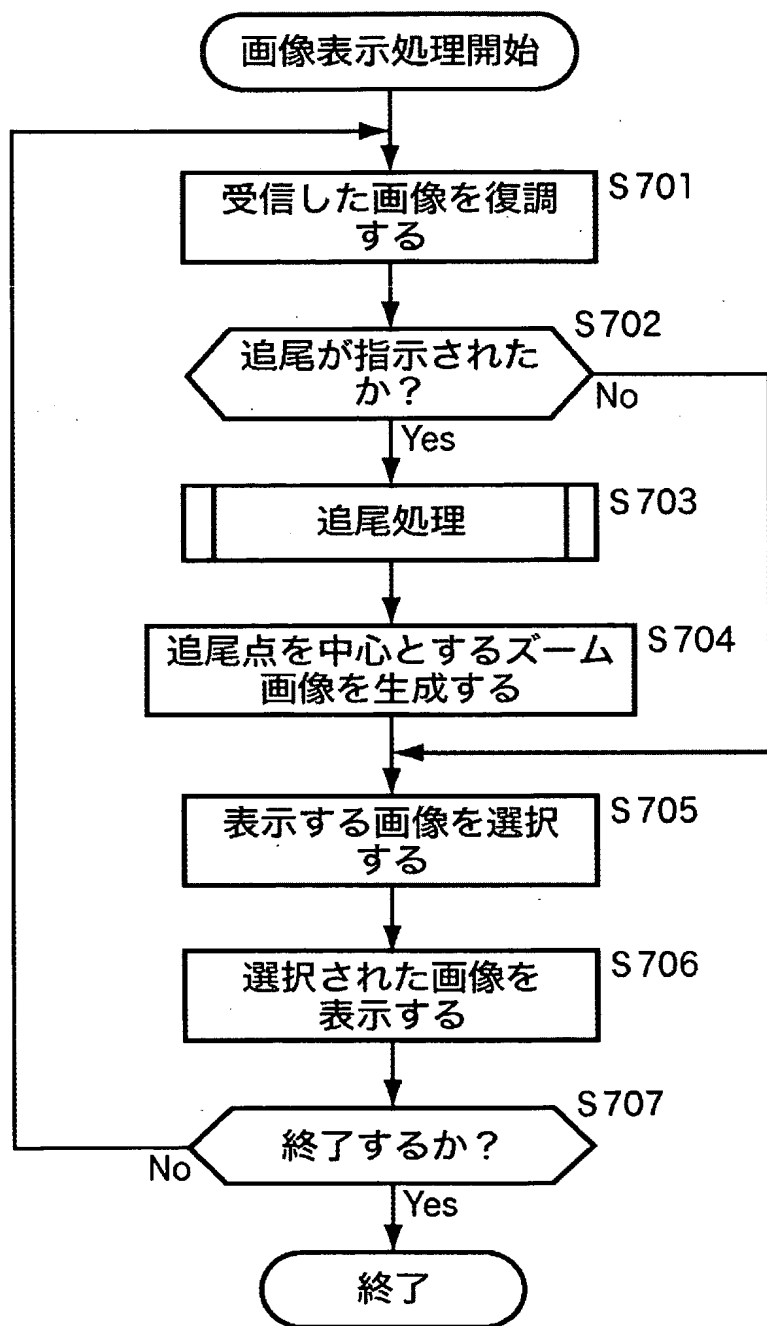 画像表示処理開始
受信した画像を復調
する
S701
追尾が指示された
か？
S702
No
Yes
追尾処理
S703
追尾点を中心とするズーム
画像を生成する
S704
表示する画像を選択
する
S705
選択された画像を
表示する
S706
終了するか？
S707
No
Yes
終了